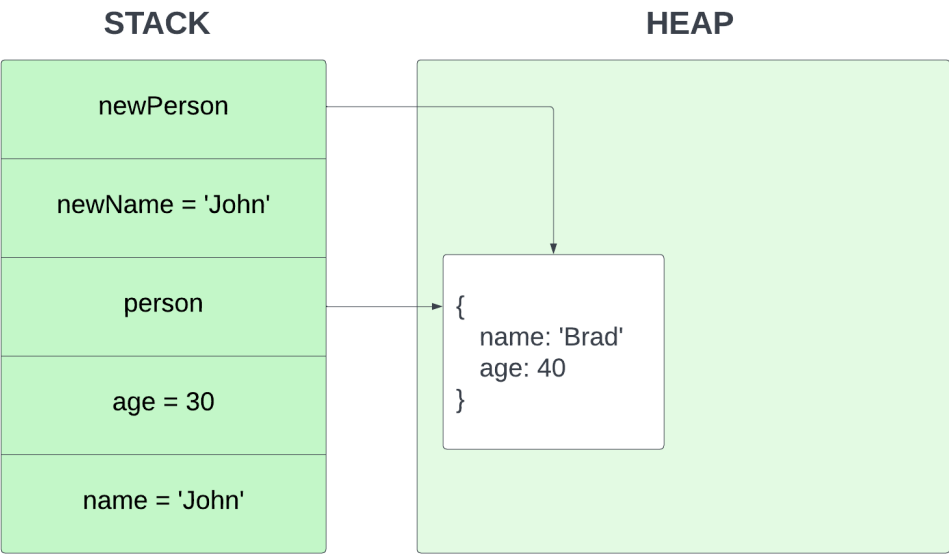 STACK
HEAP
newPerson
newName = 'John'
person
age = 30
name = 'John'
{
name: 'Brad'
age: 40
}